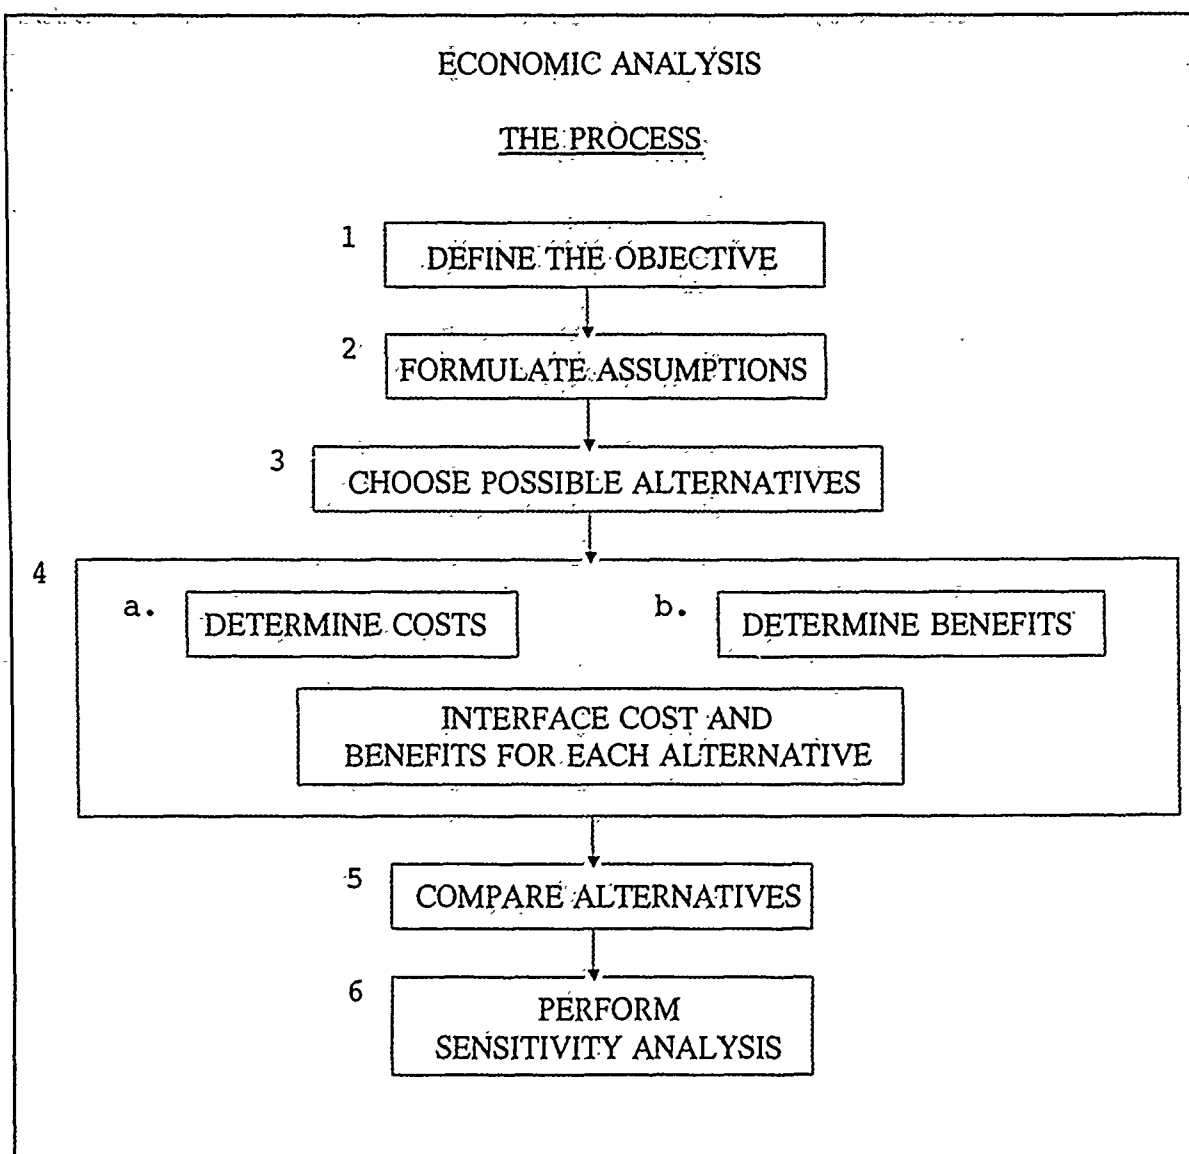 ECONOMIC ANALYSIS
THE PROCESS
1 DEFINE THE OBJECTIVE
2 FORMULATE ASSUMPTIONS
3 CHOOSE POSSIBLE ALTERNATIVES
4
a. DETERMINE COSTS b. DETERMINE BENEFITS
INTERFACE COST AND
BENEFITS FOR EACH ALTERNATIVE
5 COMPARE ALTERNATIVES
6 PERFORM
SENSITIVITY ANALYSIS